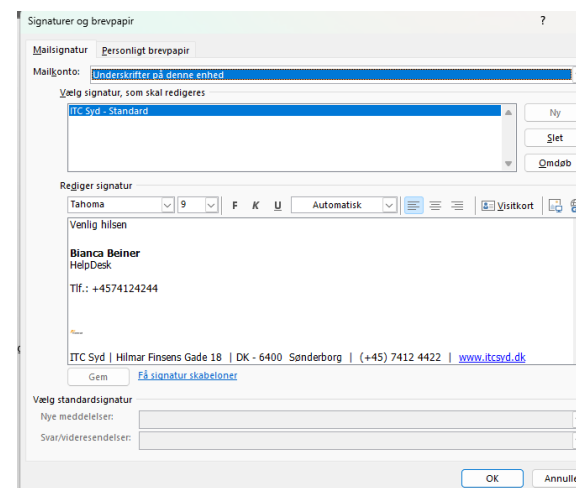 Signaturer og brevpapir ?
Mailsignatur Personligt brevpapir
Mailkonto: Underskrifter på denne enhed
Vælg signatur, som skal redigeres
ITC Syd - Standard
Ny
Slet
Omdøb
Rediger signatur
Tahoma 9 F K U Automatisk Visitkort
Venlig hilsen
Bianca Beiner
HelpDesk
Tlf.: +4574124244
ITC Syd | Hilmar Finsens Gade 18 | DK - 6400 Sønderborg | (+45) 7412 4422 | www.itcsyd.dk
Gem Få signatur skabeloner
Vælg standardsignatur
Nye meddelelser:
Svar/videresendelser:
OK Annulle